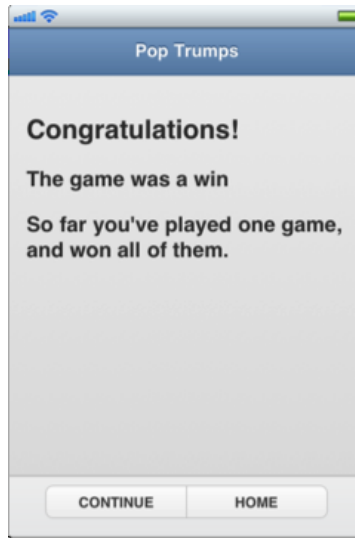 Pop Trumps
Congratulations!
The game was a win
So far you've played one game,
and won all of them.
CONTINUE HOME